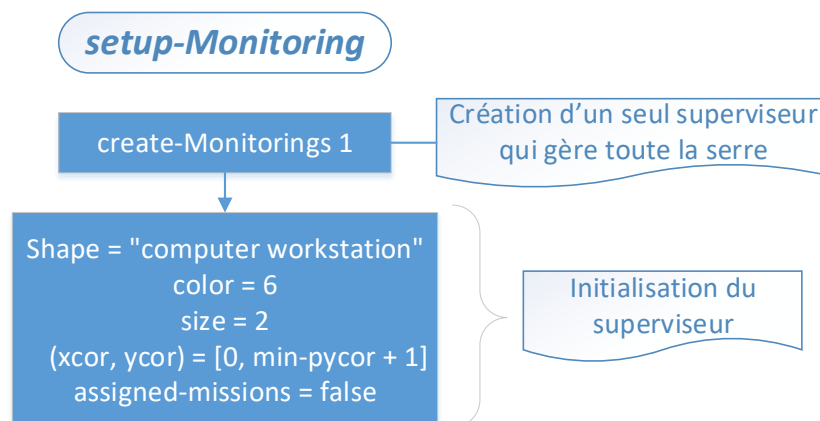 setup-Monitoring
create-Monitorings 1
Création d'un seul superviseur
qui gère toute la serre
Shape = "computer workstation"
color = 6
size = 2
(xcor, ycor) = [0, min-pycor + 1]
assigned-missions = false
Initialisation du
superviseur